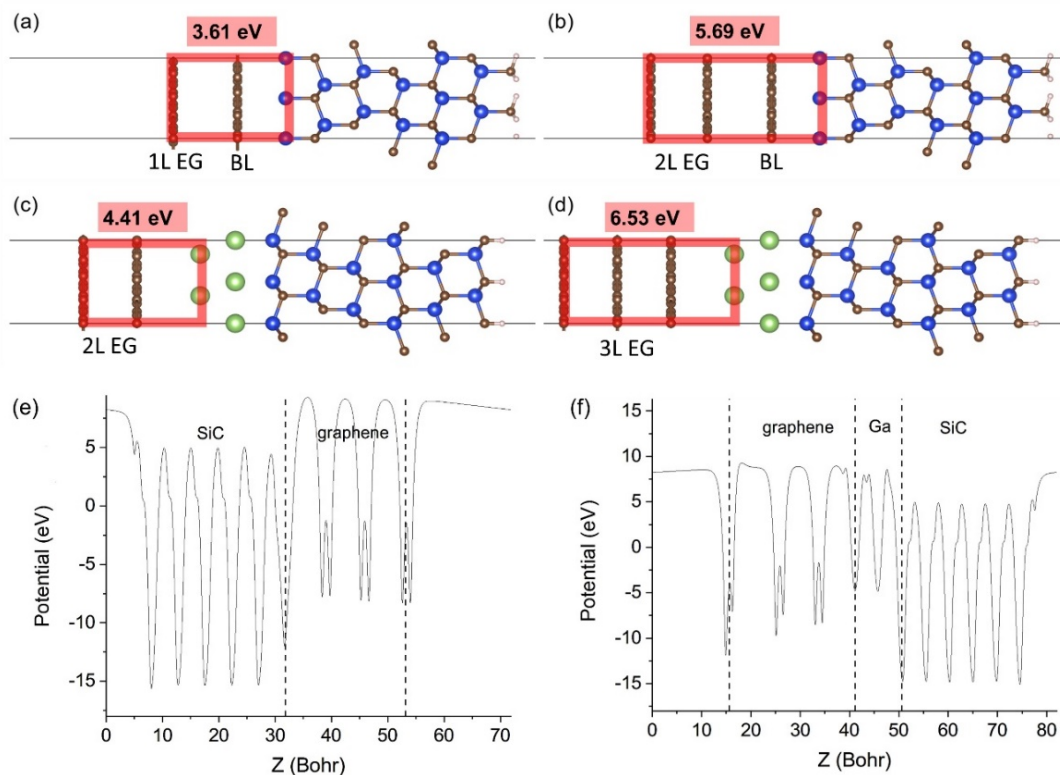 (a)
3.61 eV
1L EG
BL
(b)
5.69 eV
2L EG
BL
(c)
4.41 eV
2L EG
(d)
6.53 eV
3L EG
(e)
SiC
graphene
5
0
-5
-10
-15
Potential (eV)
0 10 20 30 40 50 60 70
Z (Bohr)
(f)
graphene
Ga
SiC
15
10
5
0
-5
-10
-15
Potential (eV)
0 10 20 30 40 50 60 70 80
Z (Bohr)